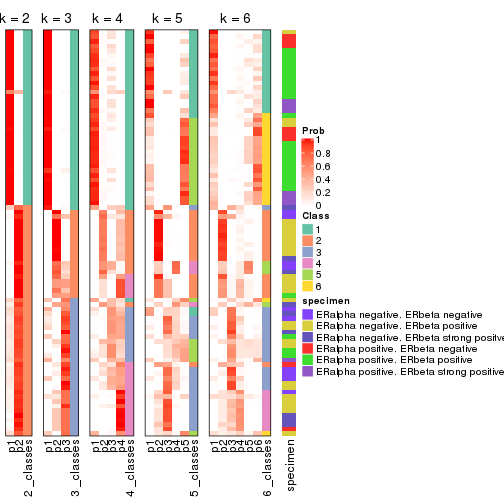 k = 2
k = 3
k = 4
k = 5
k = 6
Prob
1
0.8
0.6
0.4
0.2
0
Class
1
2
3
4
5
6
specimen
ERalpha negative. ERbeta negative
ERalpha negative. ERbeta positive
ERalpha negative. ERbeta strong positive
ERalpha positive. ERbeta negative
ERalpha positive. ERbeta positive
ERalpha positive. ERbeta strong positive
p1
p2
2_classes
p1
p2
p3
3_classes
p1
p2
p3
p4
4_classes
p1
p2
p3
p4
p5
5_classes
p1
p2
p3
p4
p5
p6
6_classes
specimen